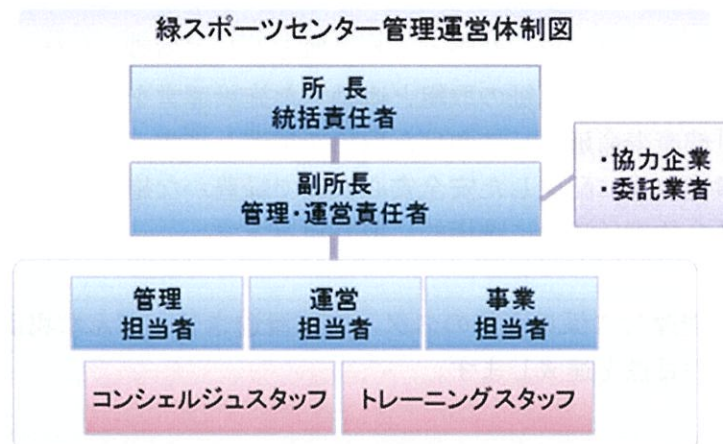 緑スポーツセンター管理運営体制図
所 長
統括責任者
副所長
管理・運営責任者
・協力企業
・委託業者
管理
担当者
運営
担当者
事業
担当者
コンシェルジュスタッフ
トレーニングスタッフ